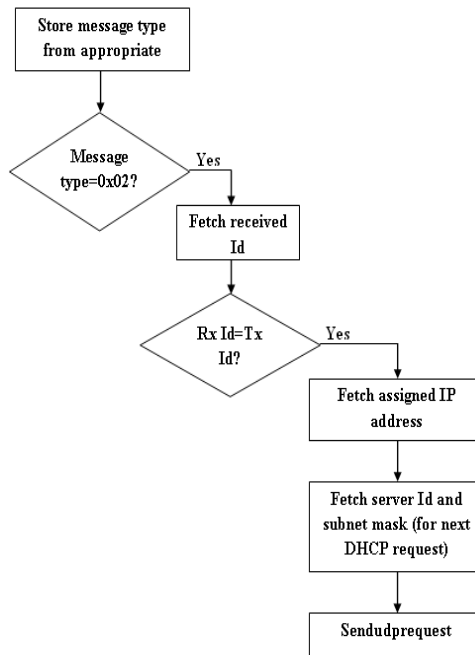 Store message type
from appropriate
Message
type=0x02?
Yes
Fetch received
Id
Rx Id=Tx
Id?
Yes
Fetch assigned IP
address
Fetch server Id and
subnet mask (for next
DHCP request)
Sendudprequest